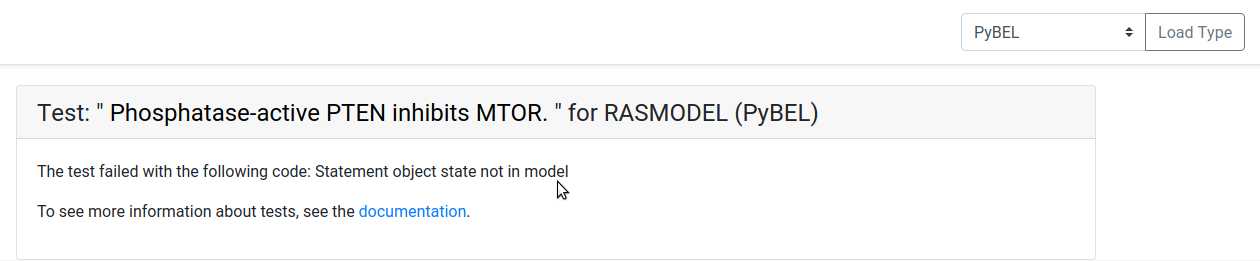 PyBEL Load Type
Test: " Phosphatase-active PTEN inhibits MTOR. " for RASMODEL (PyBEL)
The test failed with the following code: Statement object state not in model
To see more information about tests, see the documentation.